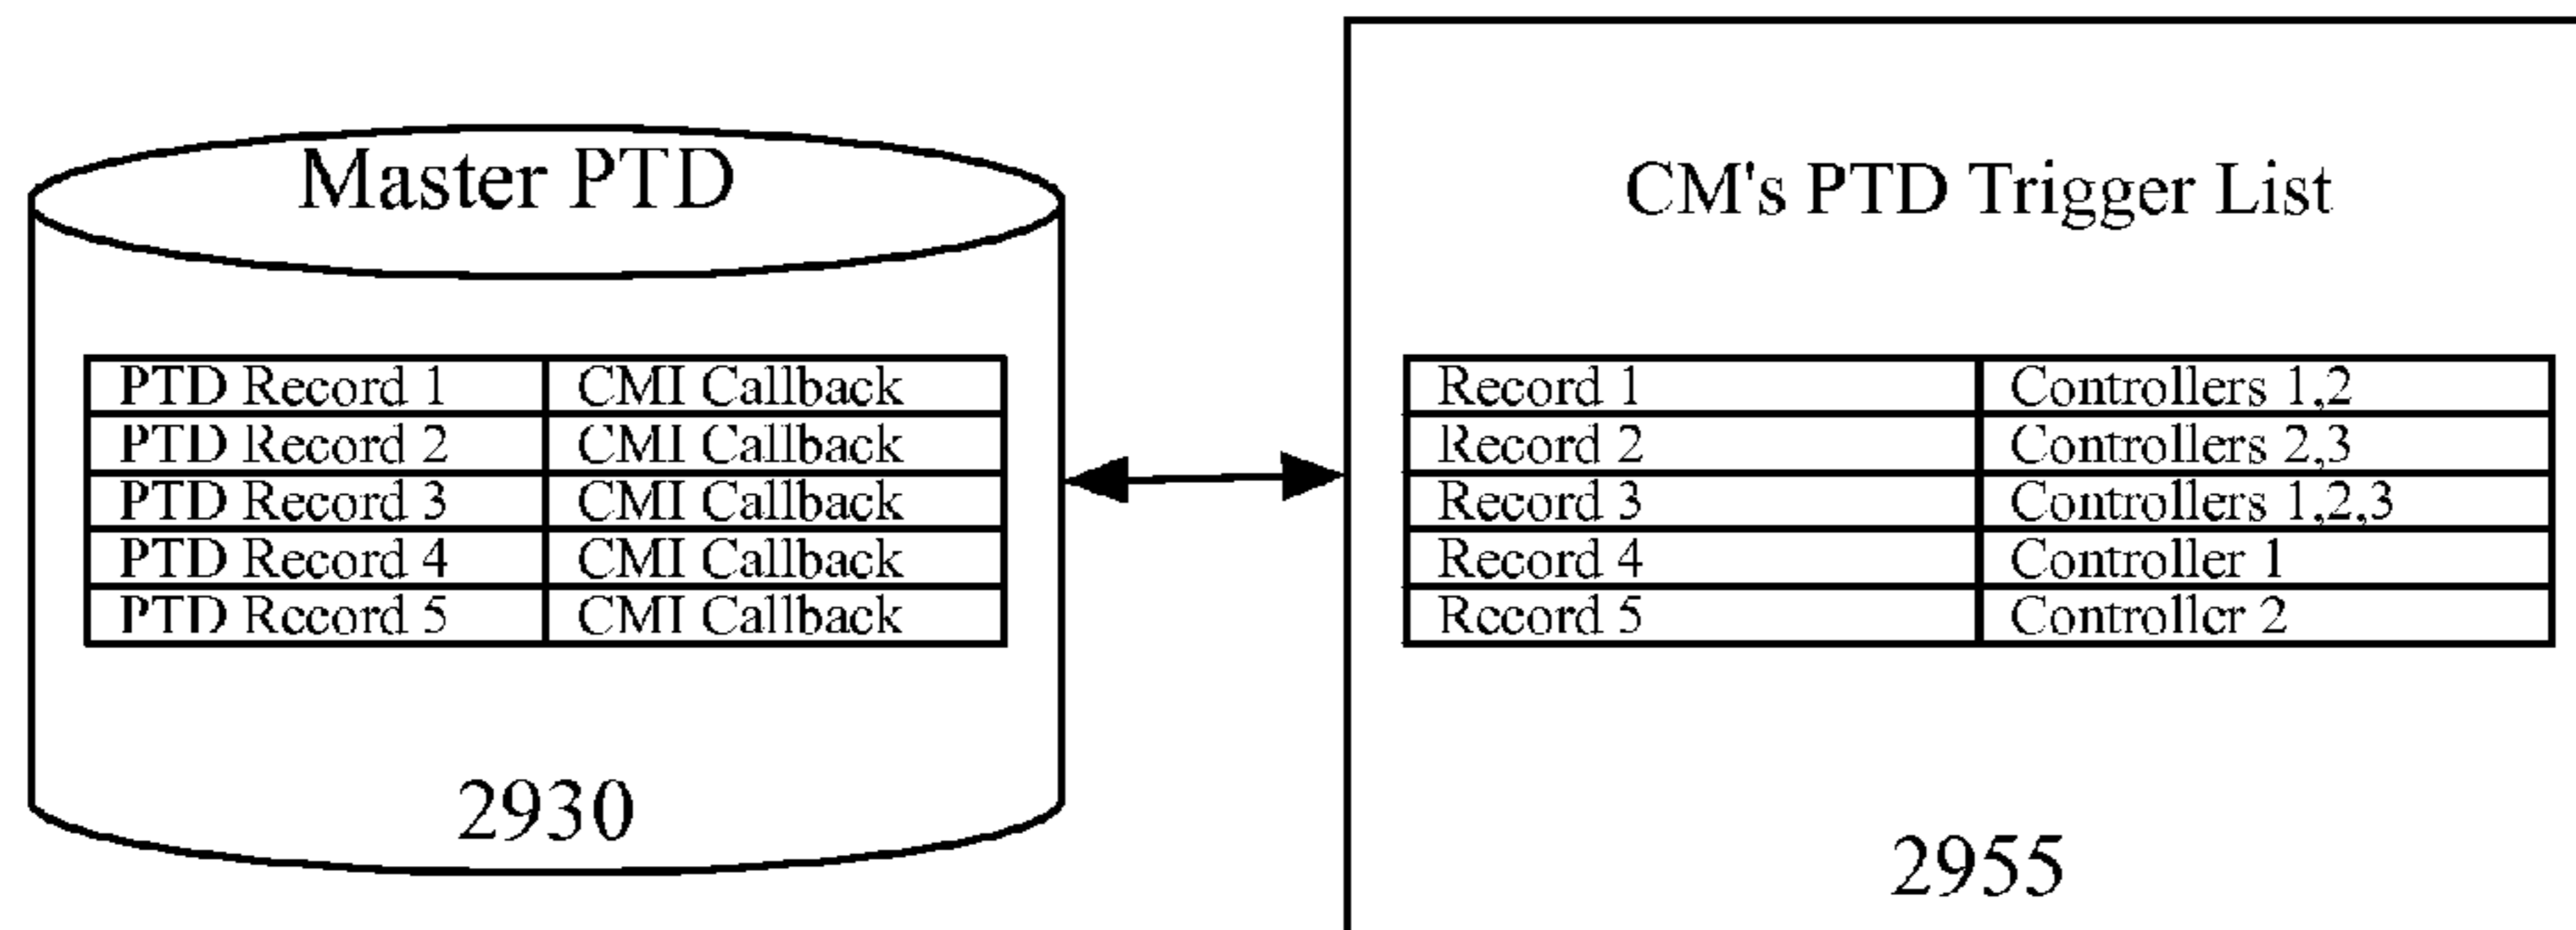 Master PTD
PTD Record 1 CMI Callback
PTD Record 2 CMI Callback
PTD Record 3 CMI Callback
PTD Record 4 CMI Callback
PTD Record 5 CMI Callback
2930
CM's PTD Trigger List
Record 1 Controllers 1,2
Record 2 Controllers 2,3
Record 3 Controllers 1,2,3
Record 4 Controller 1
Record 5 Controller 2
2955